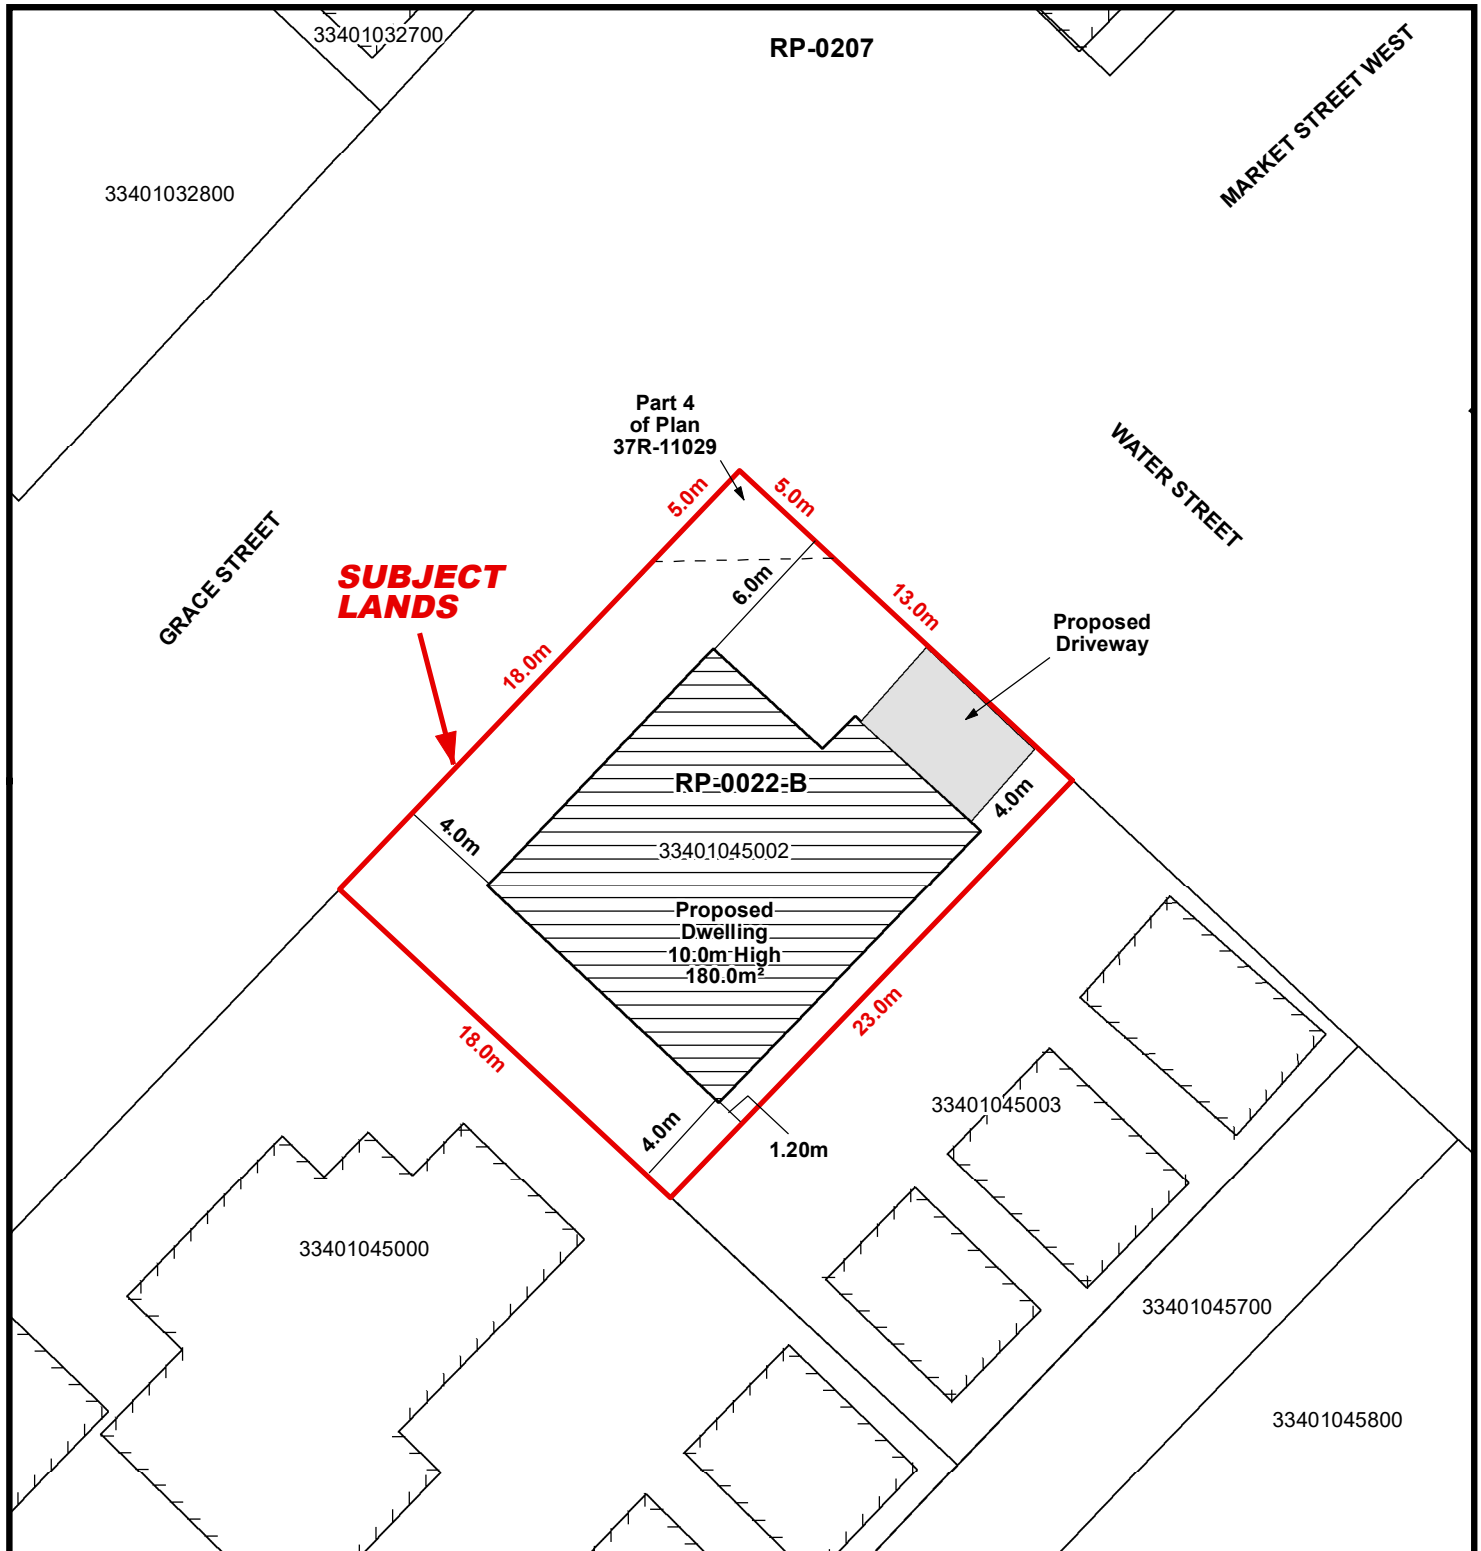 33401032700
RP-0207
MARKET STREET WEST
33401032800
Part 4
of Plan
37R-11029
WATER STREET
5.0m
5.0m
GRACE STREET
SUBJECT
LANDS
6.0m
13.0m
Proposed
Driveway
18.0m
RP-0022-B
4.0m
4.0m
33401045002
Proposed
Dwelling
10.0m High
180.0m²
18.0m
23.0m
33401045003
4.0m
1.20m
33401045000
33401045700
33401045800